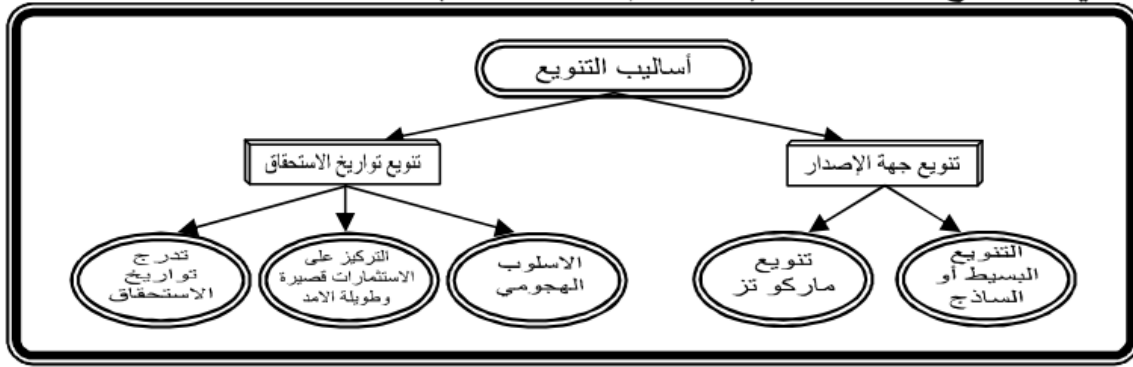 أساليب التنويع
تنويع جهة الإصدار
تنويع تواريخ الاستحقاق
التنويع
البسيط أو
الساذج
تنويع
ماركو تز
الاسلوب
الهجومي
التركيز على
الاستثمارات قصيرة
وطويلة الامد
تدرج
تواريخ
الاستحقاق